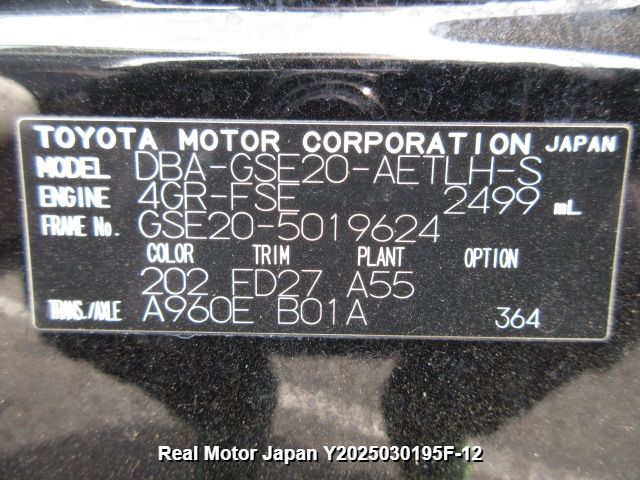 TOYOTA MOTOR CORPORATION JAPAN
MODEL DBA-GSE20-AETLH-S
ENGINE 4GR-FSE 2499 mL
FRAME No. GSE20-5019624
COLOR TRIM PLANT OPTION
202 FD27 A55
TRANS./AXLE A960E B01A 364
Real Motor Japan Y2025030195F-12